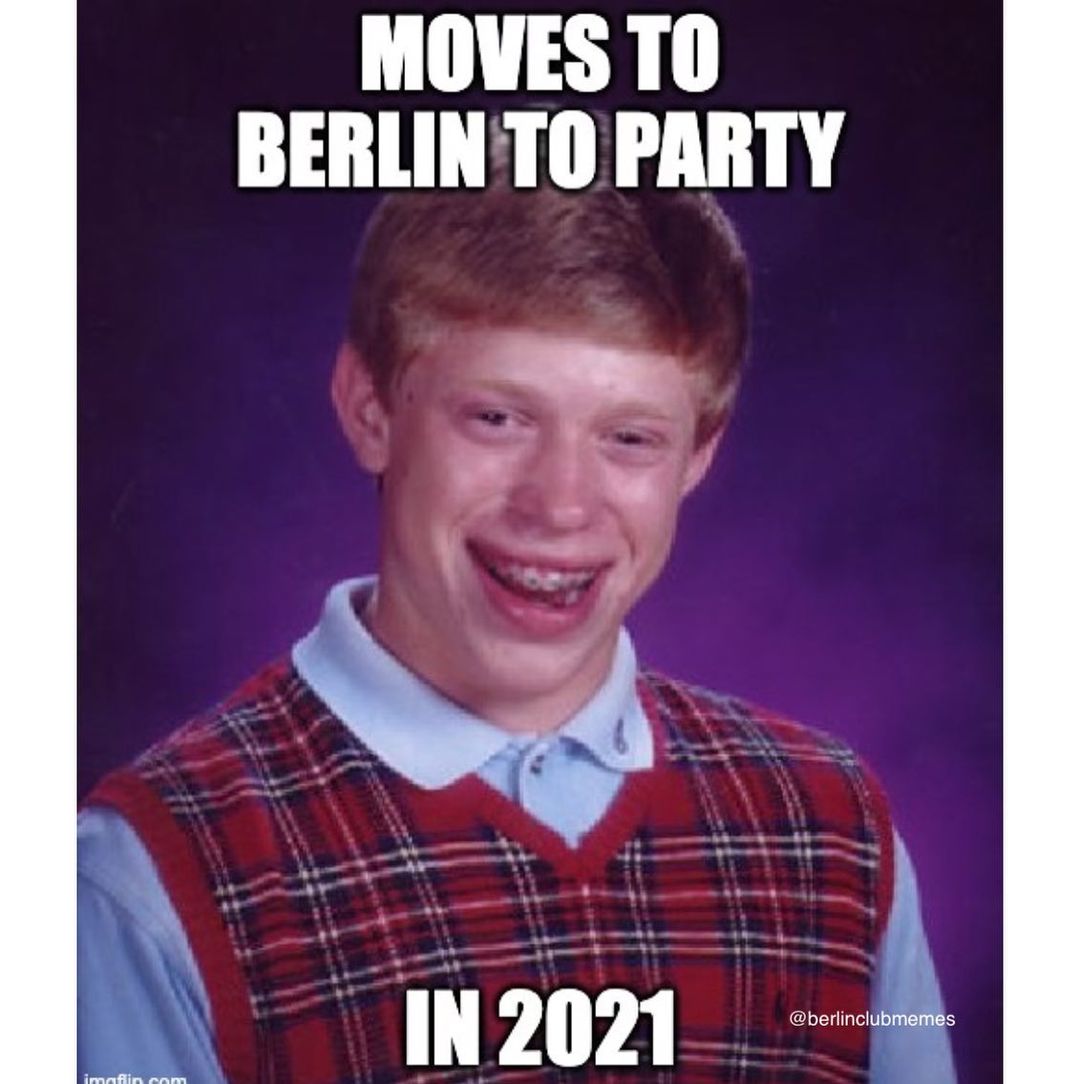 MOVES TO
BERLIN TO PARTY
IN 2021
@berlinclubmemes
imgflip.com